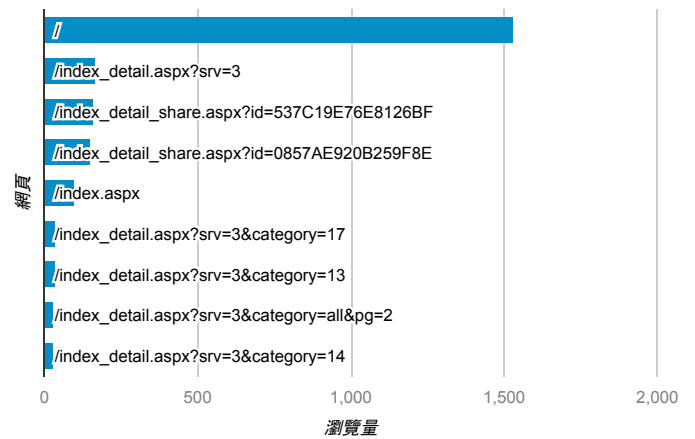 /
/index_detail.aspx?srv=3
/index_detail_share.aspx?id=537C19E76E8126BF
/index_detail_share.aspx?id=0857AE920B259F8E
/index.aspx
/index_detail.aspx?srv=3&category=17
/index_detail.aspx?srv=3&category=13
/index_detail.aspx?srv=3&category=all&pg=2
/index_detail.aspx?srv=3&category=14
網頁
0 500 1,000 1,500 2,000
瀏覽量